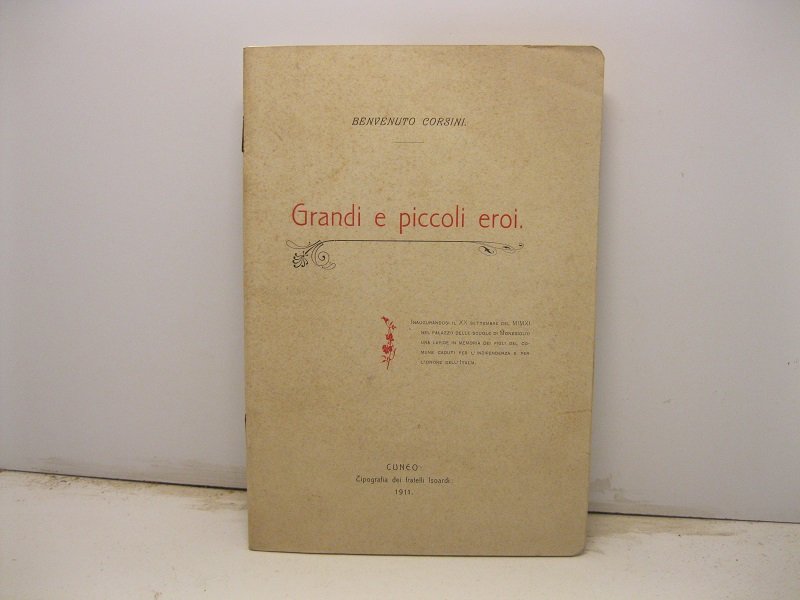 BENVENUTO CORSINI.
Grandi e piccoli eroi.
INAUGURANDOSI IL XX SETTEMBRE DEL MCMXI
NEL PALAZZO DELLE SCUOLE DI MONESIGLIO
UNA LAPIDE IN MEMORIA DEI FIGLI DEL CO-
MUNE CADUTI PER L'INDIPENDENZA E PER
L'ONORE DELL'ITALIA.
CUNEO
Tipografia dei fratelli Isoardi.
1911.